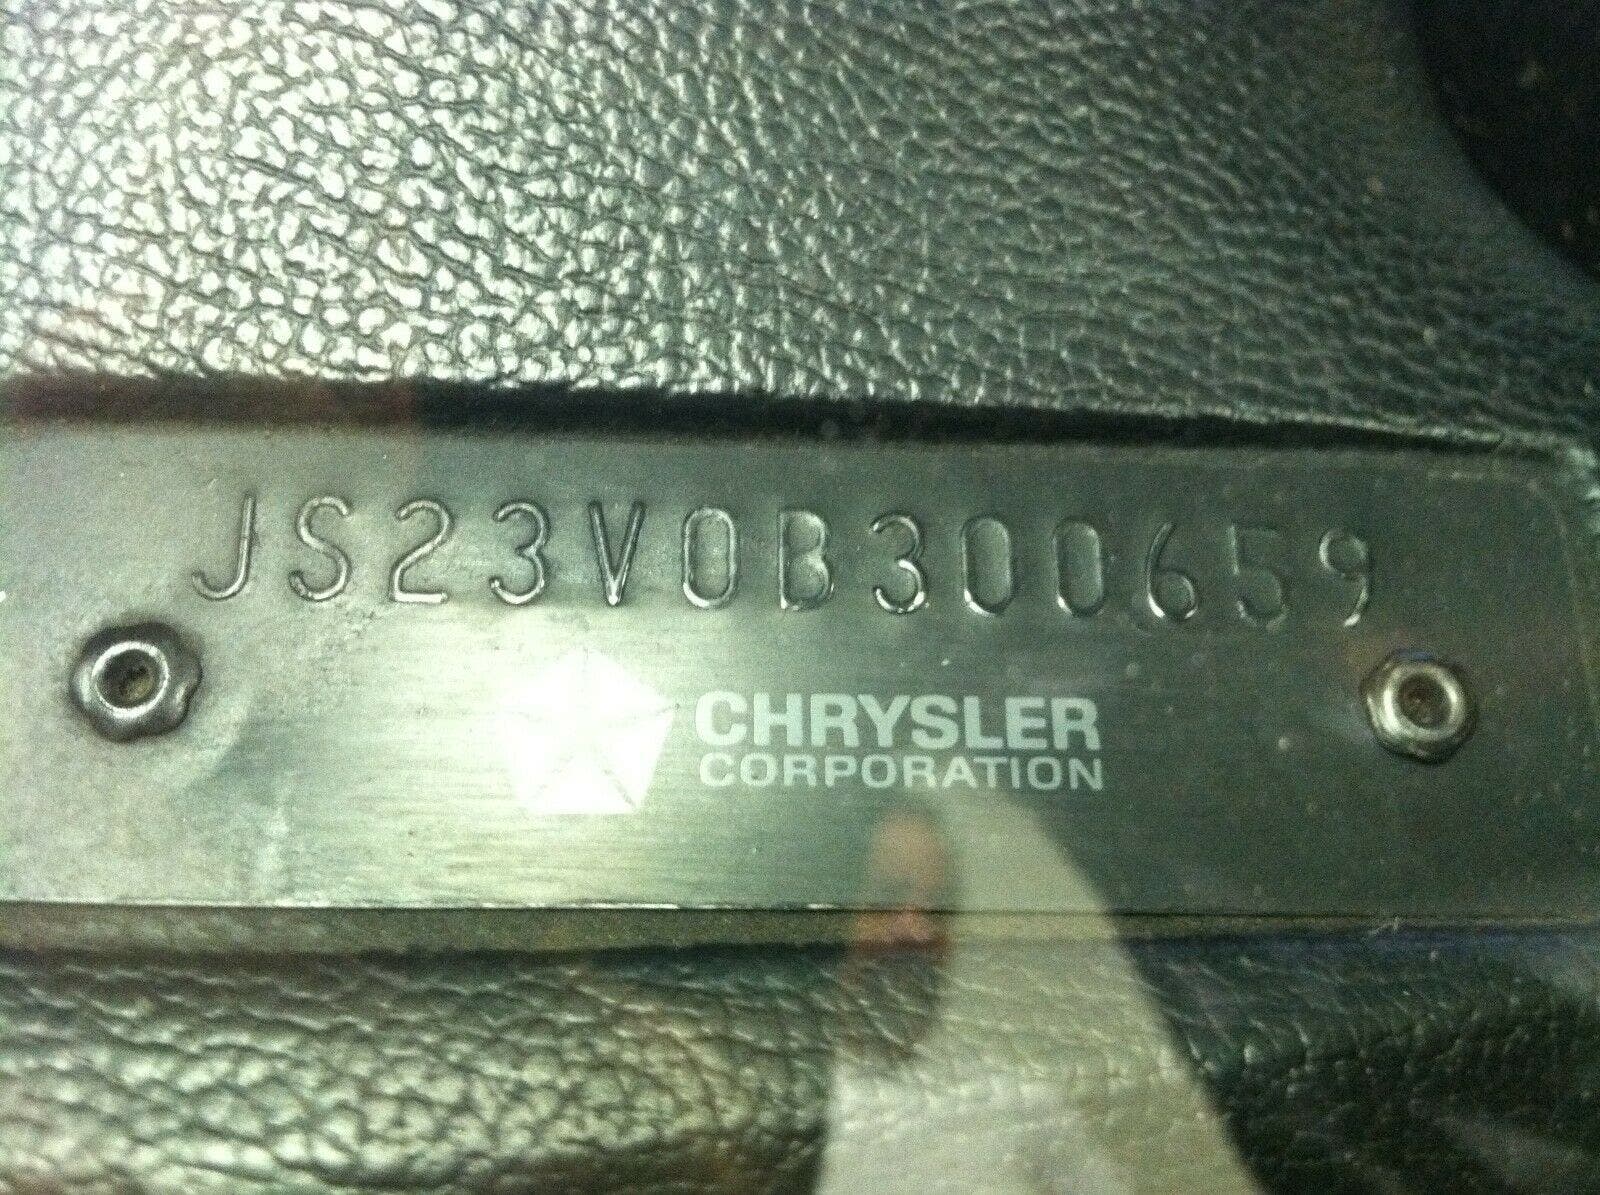 JS23V0B300659
CHRYSLER
CORPORATION